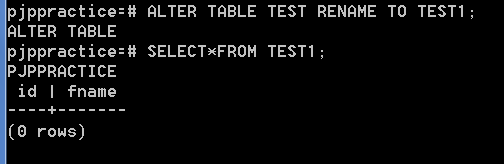 pjppractice=# ALTER TABLE TEST RENAME TO TEST1;
ALTER TABLE
pjppractice=# SELECT*FROM TEST1;
PJPPRACTICE
 id | fname
----+-------
(0 rows)